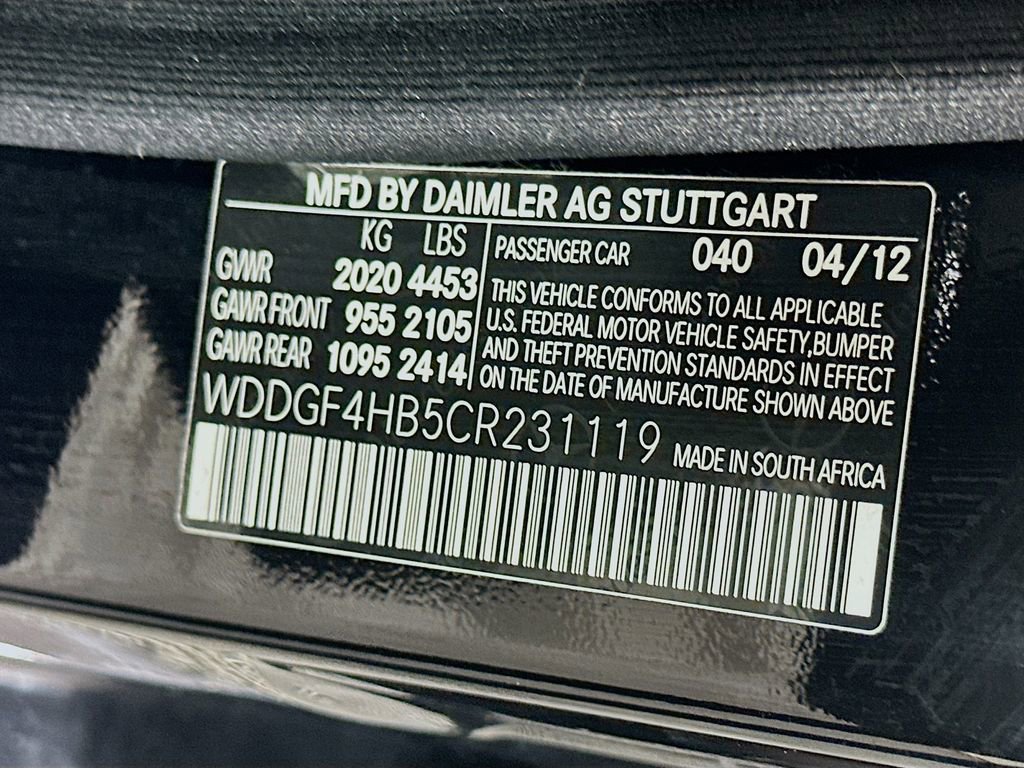 MFD BY DAIMLER AG STUTTGART
KG LBS
GVWR 2020 4453
GAWR FRONT 955 2105
GAWR REAR 1095 2414
PASSENGER CAR 040 04/12
THIS VEHICLE CONFORMS TO ALL APPLICABLE
U.S. FEDERAL MOTOR VEHICLE SAFETY,BUMPER
AND THEFT PREVENTION STANDARDS IN EFFECT
ON THE DATE OF MANUFACTURE SHOWN ABOVE
WDDGF4HB5CR231119 MADE IN SOUTH AFRICA